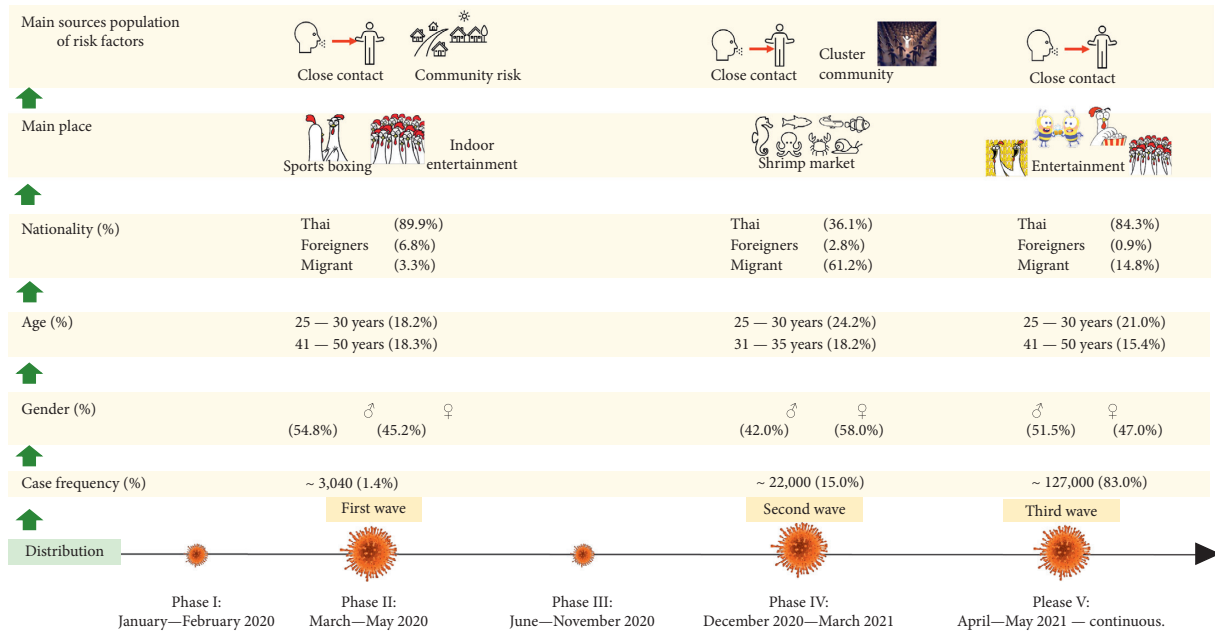 Main sources population
of risk factors
Close contact
Community risk
Close contact
Cluster
community
Close contact
Main place
Sports boxing
Indoor
entertainment
Shrimp market
Entertainment
Nationality (%)
Thai (89.9%)
Foreigners (6.8%)
Migrant (3.3%)
Thai (36.1%)
Foreigners (2.8%)
Migrant (61.2%)
Thai (84.3%)
Foreigners (0.9%)
Migrant (14.8%)
Age (%)
25 — 30 years (18.2%)
41 — 50 years (18.3%)
25 — 30 years (24.2%)
31 — 35 years (18.2%)
25 — 30 years (21.0%)
41 — 50 years (15.4%)
Gender (%)
♂ ♀
(54.8%) (45.2%)
♂ ♀
(42.0%) (58.0%)
♂ ♀
(51.5%) (47.0%)
Case frequency (%)
~ 3,040 (1.4%)
~ 22,000 (15.0%)
~ 127,000 (83.0%)
First wave
Second wave
Third wave
Distribution
Phase I:
January—February 2020
Phase II:
March—May 2020
Phase III:
June—November 2020
Phase IV:
December 2020—March 2021
Please V:
April—May 2021 — continuous.